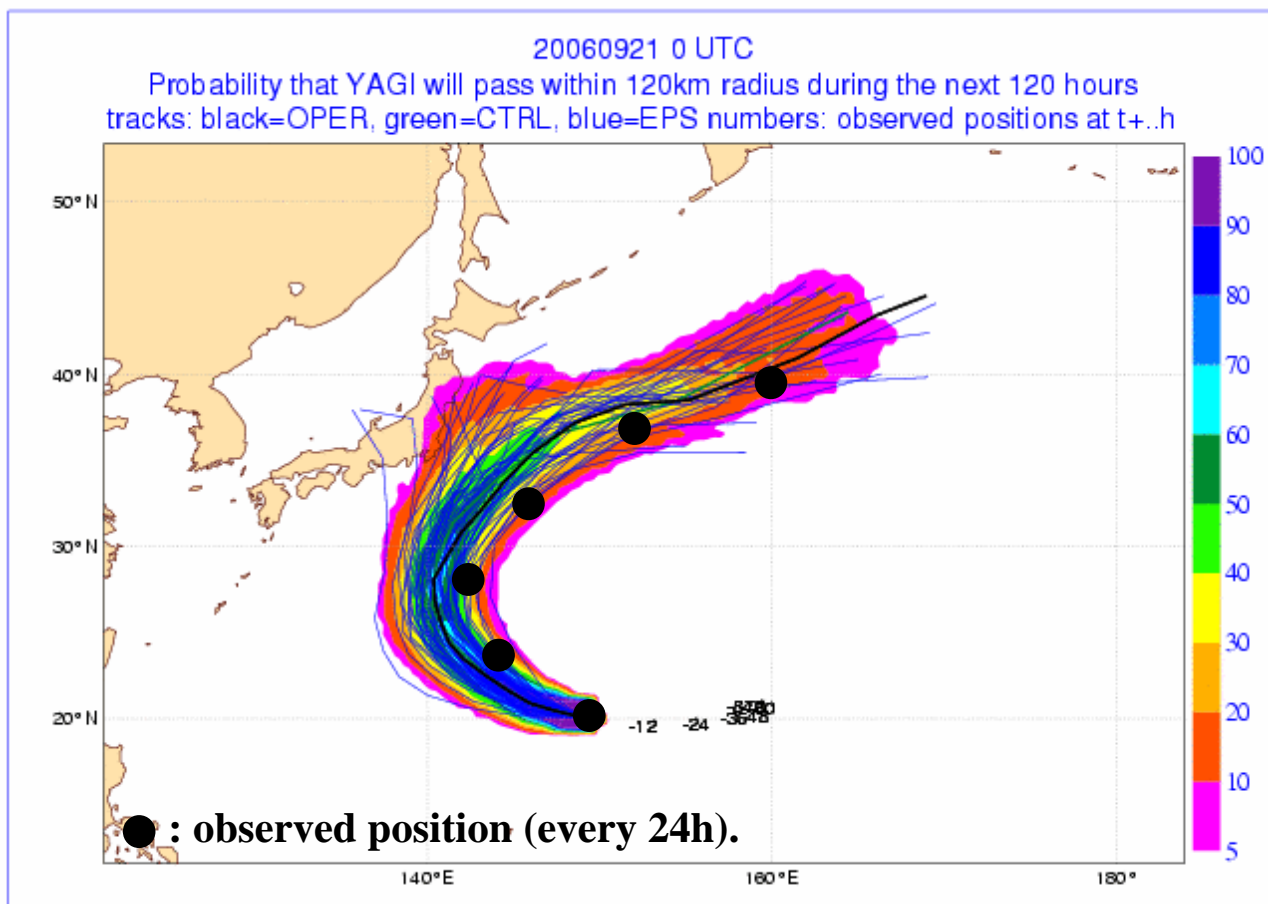 20060921 0 UTC
Probability that YAGI will pass within 120km radius during the next 120 hours
tracks: black=OPER, green=CTRL, blue=EPS numbers: observed positions at t+..h
100
50°N
90
80
70
40°N
60
50
30°N
40
30
20°N
-12
-24
-36
-48
20
10
: observed position (every 24h).
5
140°E
160°E
180°